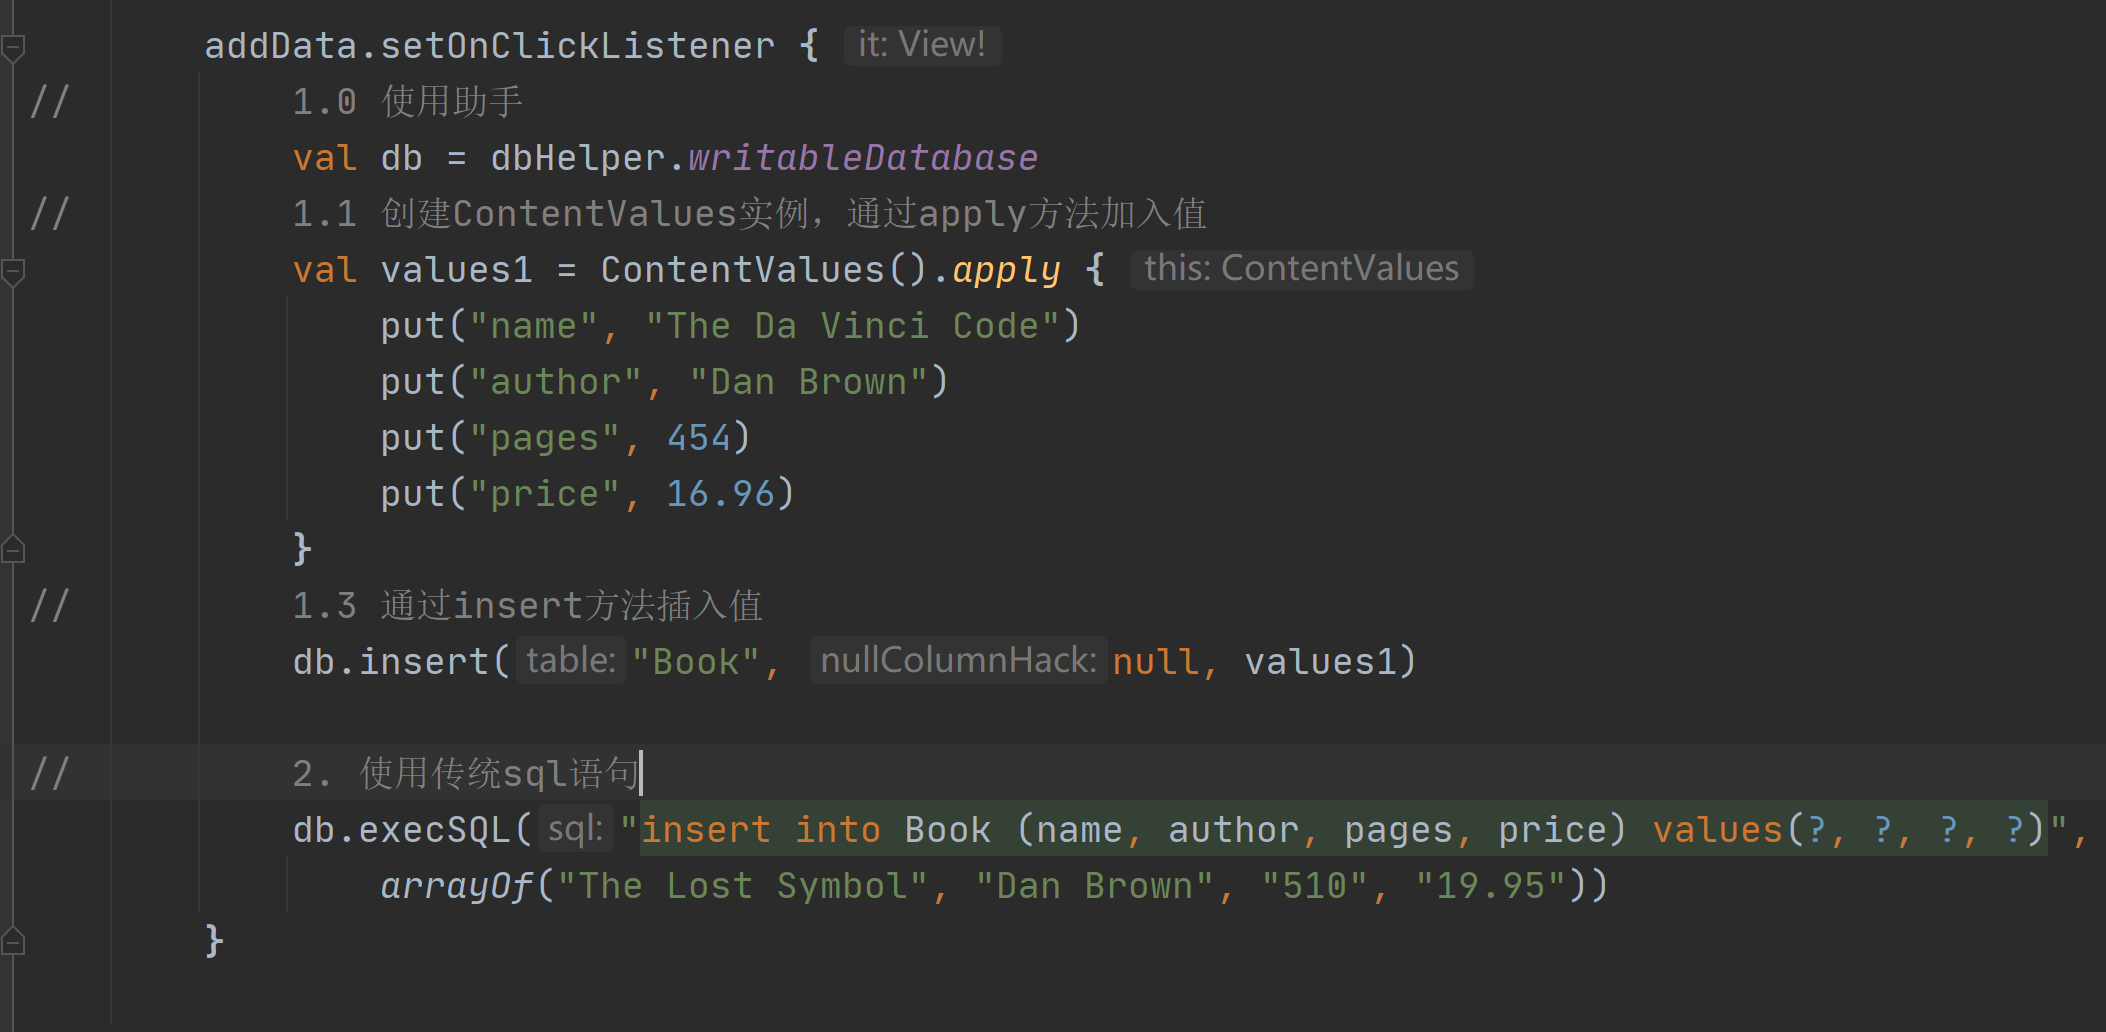 addData.setOnClickListener { it: View!
// 1.0 使用助手
val db = dbHelper.writableDatabase
// 1.1 创建ContentValues实例，通过apply方法加入值
val values1 = ContentValues().apply { this: ContentValues
put("name", "The Da Vinci Code")
put("author", "Dan Brown")
put("pages", 454)
put("price", 16.96)
}
// 1.3 通过insert方法插入值
db.insert( table: "Book", nullColumnHack: null, values1)
// 2. 使用传统sql语句
db.execSQL( sql: "insert into Book (name, author, pages, price) values(?, ?, ?, ?)",
arrayOf("The Lost Symbol", "Dan Brown", "510", "19.95"))
}